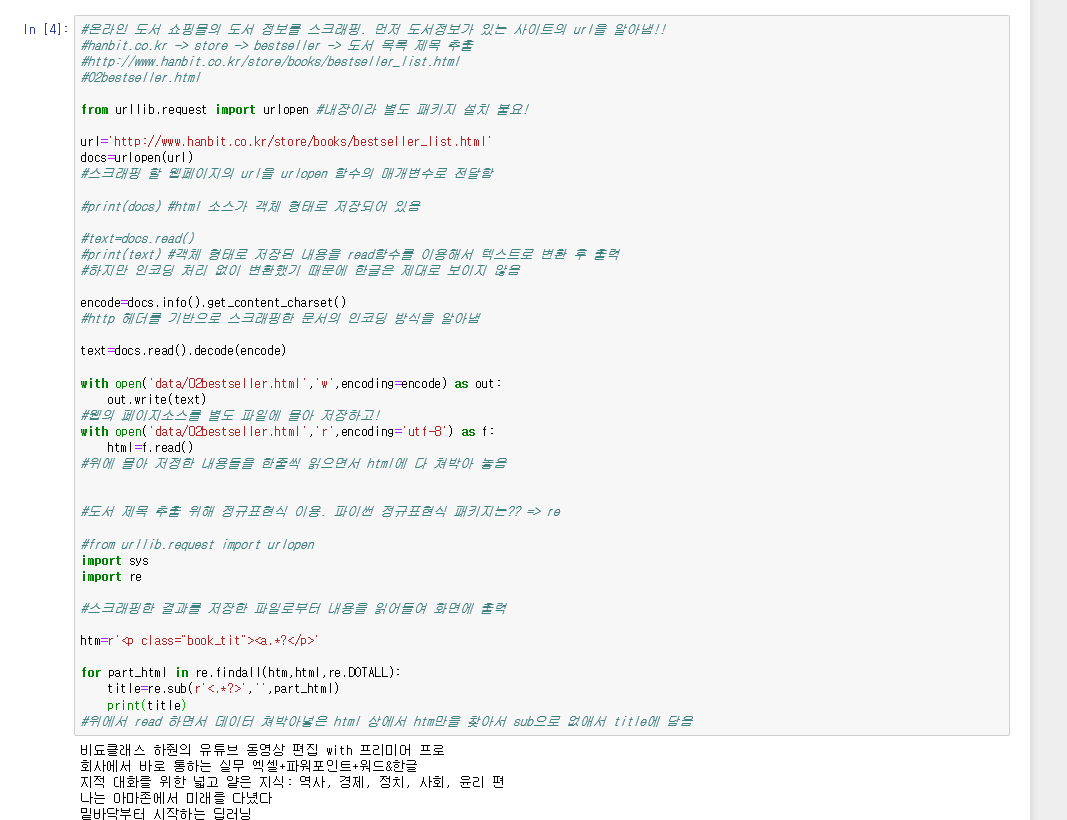 In [4]:
#온라인 도서 쇼핑몰의 도서 정보를 스크래핑. 먼저 도서정보가 있는 사이트의 url을 알아냄!!
#hanbit.co.kr -> store -> bestseller -> 도서 목록 제목 추출
#http://www.hanbit.co.kr/store/books/bestseller_list.html
#02bestseller.html
from urllib.request import urlopen #내장이라 별도 패키지 설치 불요!
url='http://www.hanbit.co.kr/store/books/bestseller_list.html'
docs=urlopen(url)
#스크래핑 할 웹페이지의 url을 urlopen 함수의 매개변수로 전달함
#print(docs) #html 소스가 객체 형태로 저장되어 있음
#text=docs.read()
#print(text) #객체 형태로 저장된 내용을 read함수를 이용해서 텍스트로 변환 후 출력
#하지만 인코딩 처리 없이 변환했기 때문에 한글은 제대로 보이지 않음
encode=docs.info().get_content_charset()
#http 헤더를 기반으로 스크래핑한 문서의 인코딩 방식을 알아냄
text=docs.read().decode(encode)
with open('data/02bestseller.html','w',encoding=encode) as out:
    out.write(text)
#웹의 페이지소스를 별도 파일에 몰아 저장하고!
with open('data/02bestseller.html','r',encoding='utf-8') as f:
    html=f.read()
#위에 몰아 저정한 내용들을 한줄씩 읽으면서 html에 다 쳐박아 놓음
#도서 제목 추출 위해 정규표현식 이용. 파이썬 정규표현식 패키지는?? => re
#from urllib.request import urlopen
import sys
import re
#스크래핑한 결과를 저장한 파일로부터 내용을 읽어들여 화면에 출력
htm=r'<p class="book_tit"><a.*?</p>'
for part_html in re.findall(htm,html,re.DOTALL):
    title=re.sub(r'<.*?>','',part_html)
    print(title)
#위에서 read 하면서 데이터 쳐박아넣은 html 상에서 htm만을 찾아서 sub으로 없애서 title에 담음
비됴클래스 하줜의 유튜브 동영상 편집 with 프리미어 프로
회사에서 바로 통하는 실무 엑셀+파워포인트+워드&한글
지적 대화를 위한 넓고 얕은 지식: 역사, 경제, 정치, 사회, 윤리 편
나는 아마존에서 미래를 다녔다
밑바닥부터 시작하는 딥러닝